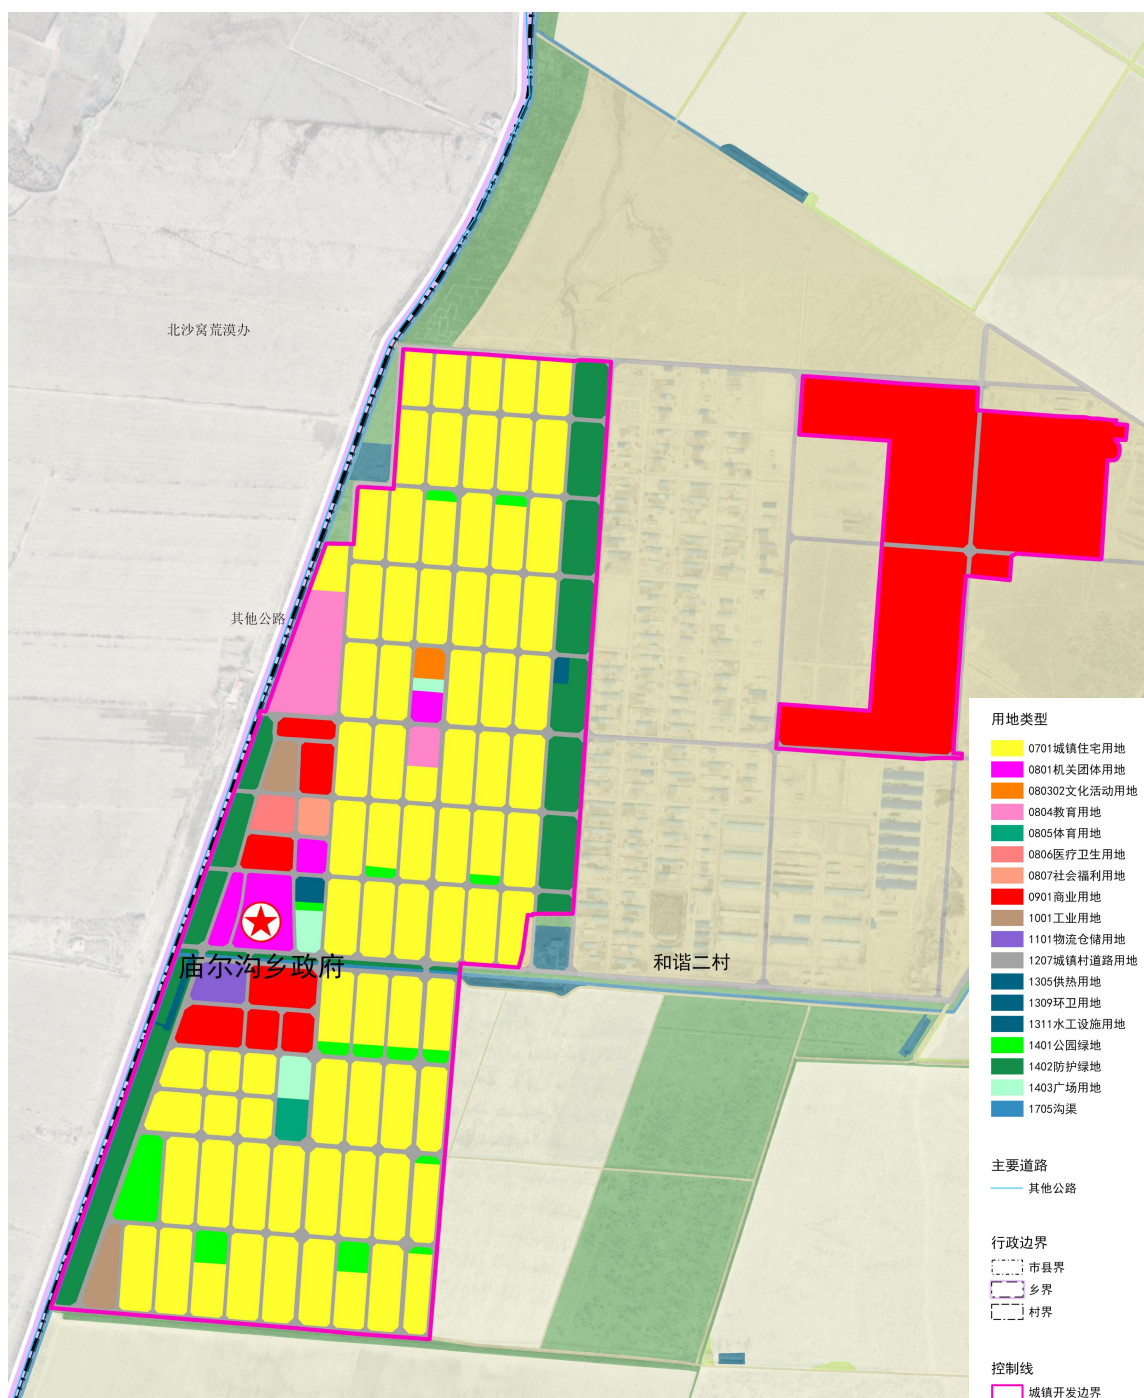 北沙窝荒漠办
其他公路
庙尔沟乡政府
和谐二村
用地类型
0701城镇住宅用地
0801机关团体用地
080302文化活动用地
0804教育用地
0805体育用地
0806医疗卫生用地
0807社会福利用地
0901商业用地
1001工业用地
1101物流仓储用地
1207城镇村道路用地
1305供热用地
1309环卫用地
1311水工设施用地
1401公园绿地
1402防护绿地
1403广场用地
1705沟渠
主要道路
其他公路
行政边界
市县界
乡界
村界
控制线
城镇开发边界